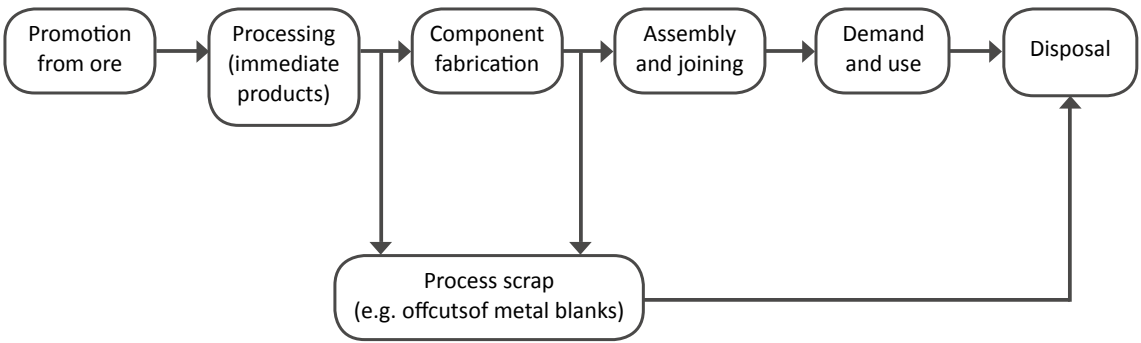 Promotion
from ore
Processing
(immediate
products)
Component
fabrication
Assembly
and joining
Demand
and use
Disposal
Process scrap
(e.g. offcutsof metal blanks)